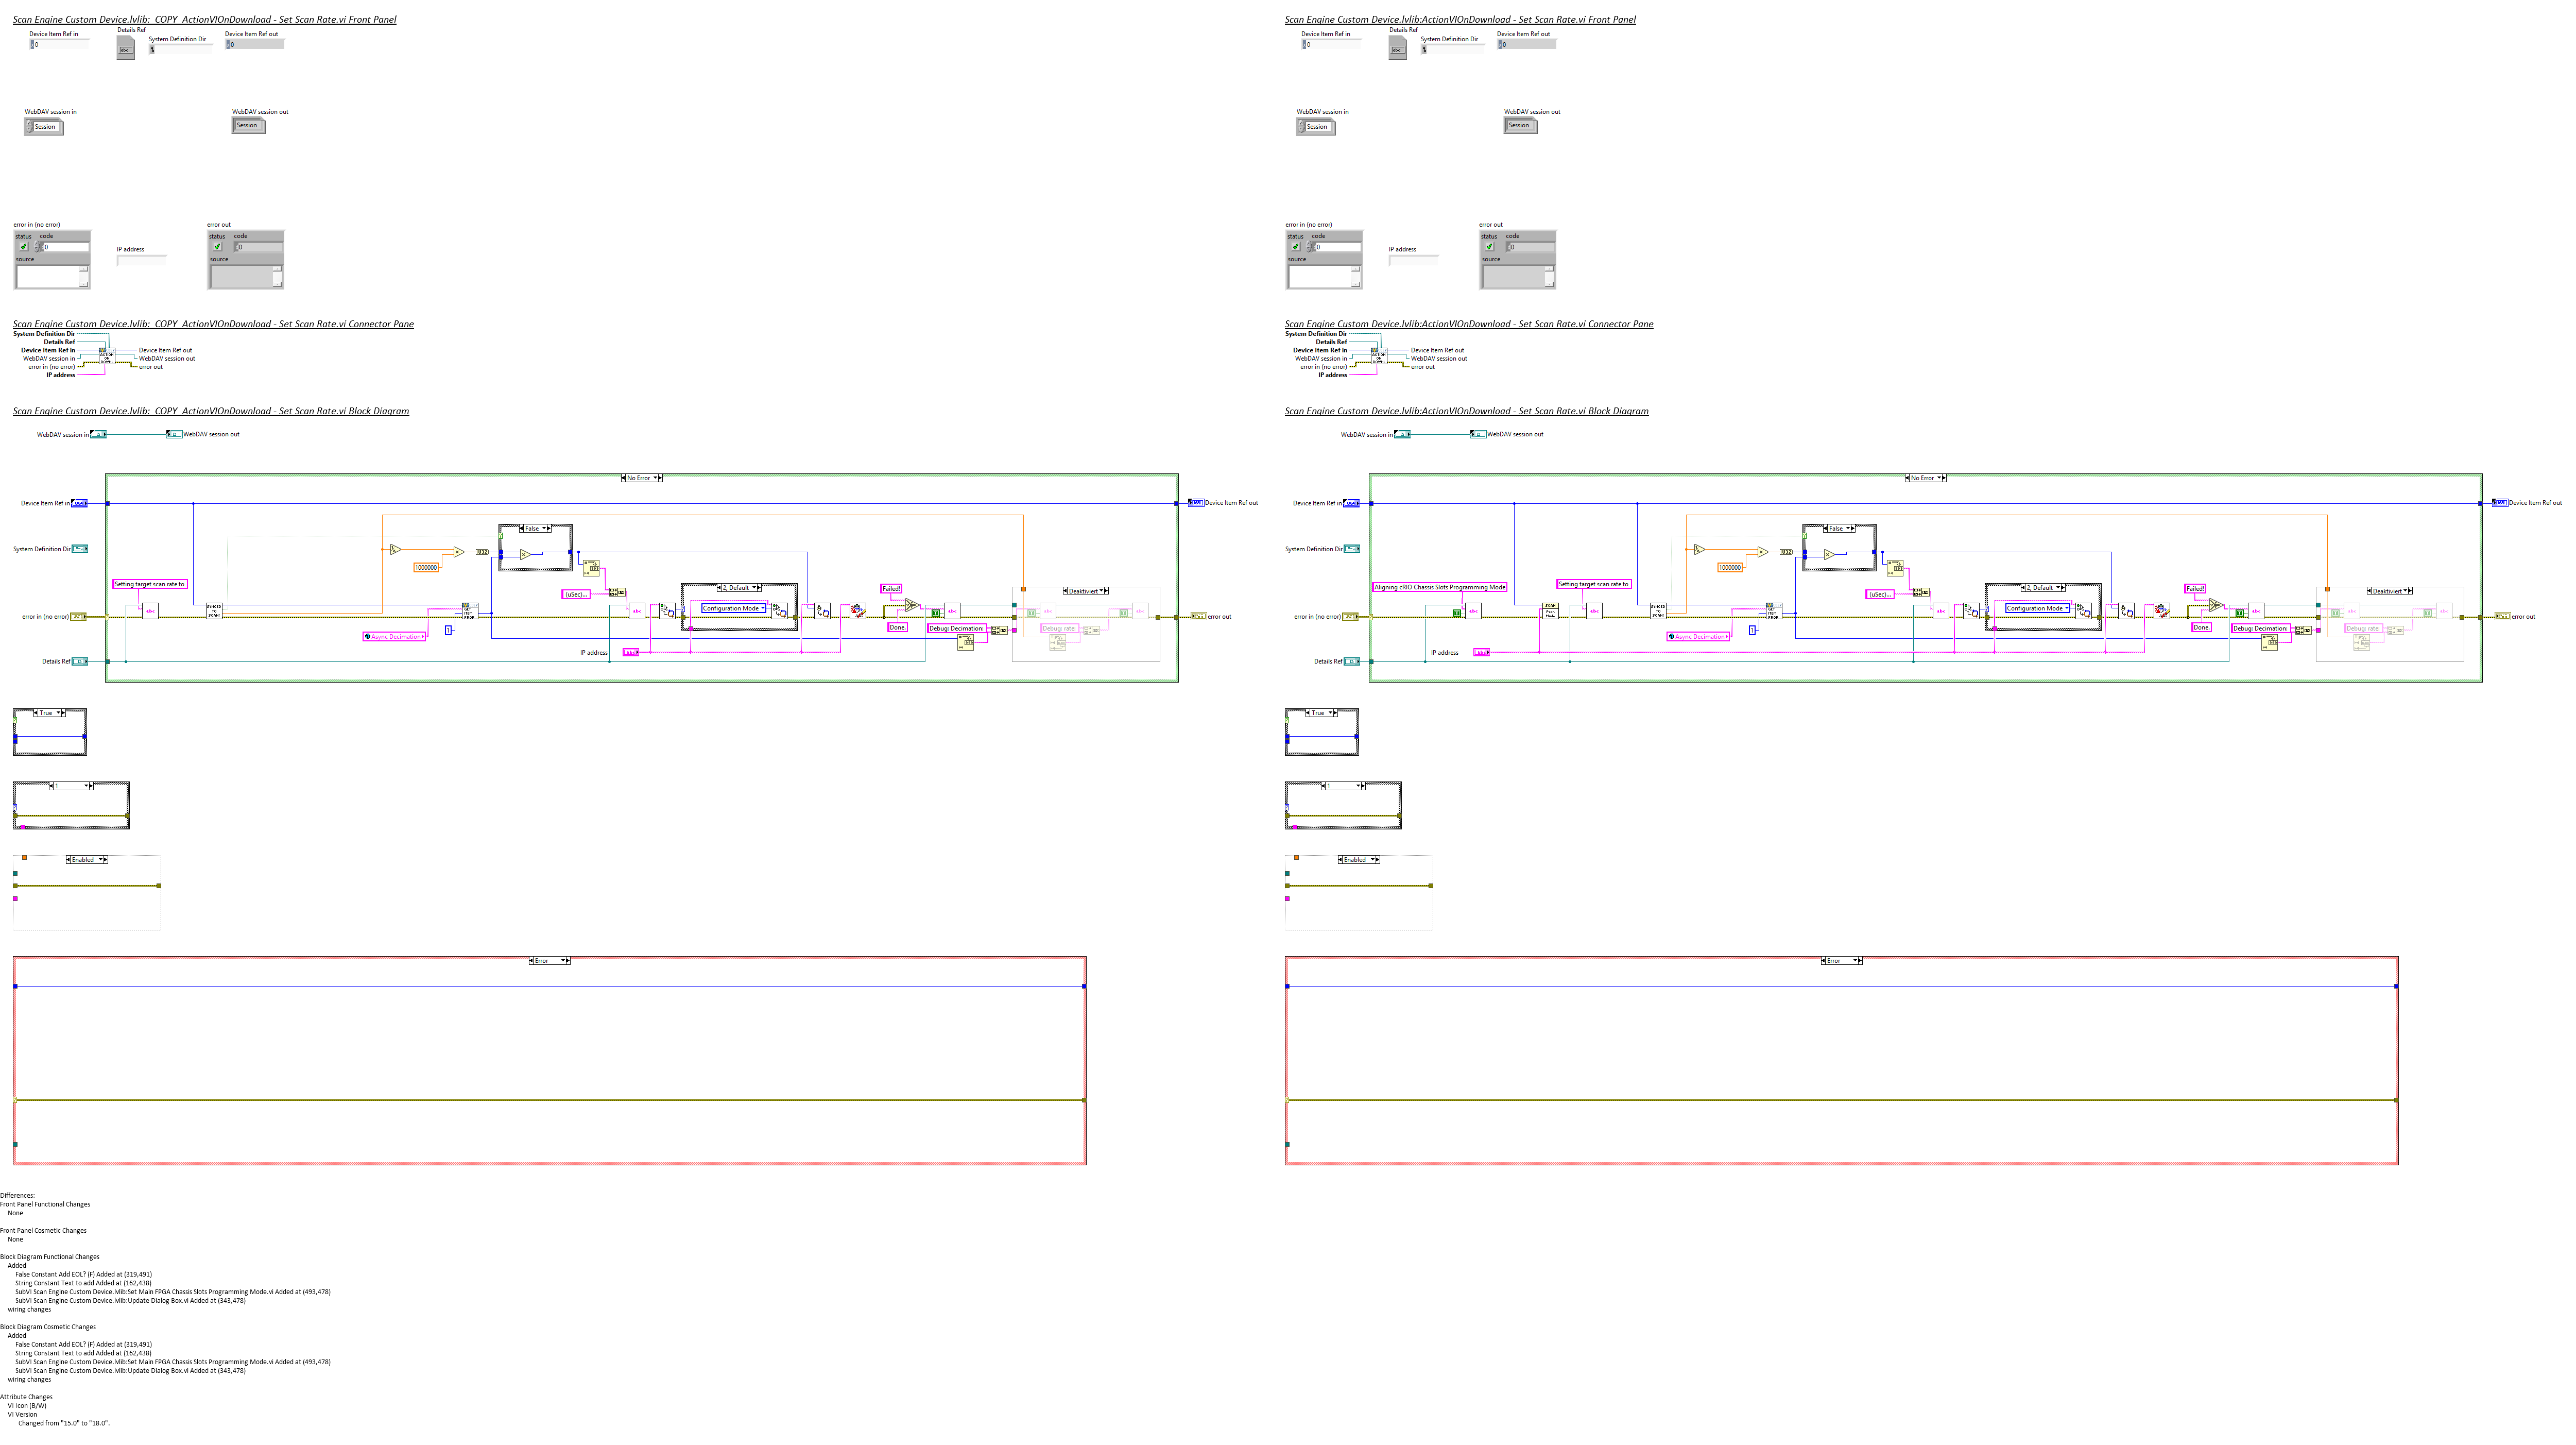 Scan Engine Custom Device.lvlib:_COPY_ActionVIOnDownload - Set Scan Rate.vi Front Panel
Device Item Ref in
0
Details Ref
abc
System Definition Dir
Device Item Ref out
0
WebDAV session in
Session
WebDAV session out
Session
error in (no error)
status code
0
source
IP address
error out
status code
0
source
Scan Engine Custom Device.lvlib:_COPY_ActionVIOnDownload - Set Scan Rate.vi Connector Pane
System Definition Dir
Details Ref
Device Item Ref in
WebDAV session in
error in (no error)
IP address
Device Item Ref out
WebDAV session out
error out
Scan Engine Custom Device.lvlib:_COPY_ActionVIOnDownload - Set Scan Rate.vi Block Diagram
WebDAV session in
WebDAV session out
No Error
Device Item Ref in
Device Item Ref out
False
System Definition Dir
1000000
U32
Setting target scan rate to
(uSec)...
2, Default
Configuration Mode
Failed!
Deaktiviert
error in (no error)
error out
Async Decimation
1
Done.
Debug: Decimation:
Debug rate:
IP address
Details Ref
True
1
Enabled
Error
Scan Engine Custom Device.lvlib:ActionVIOnDownload - Set Scan Rate.vi Front Panel
Device Item Ref in
0
Details Ref
abc
System Definition Dir
Device Item Ref out
0
WebDAV session in
Session
WebDAV session out
Session
error in (no error)
status code
0
source
IP address
error out
status code
0
source
Scan Engine Custom Device.lvlib:ActionVIOnDownload - Set Scan Rate.vi Connector Pane
System Definition Dir
Details Ref
Device Item Ref in
WebDAV session in
error in (no error)
IP address
Device Item Ref out
WebDAV session out
error out
Scan Engine Custom Device.lvlib:ActionVIOnDownload - Set Scan Rate.vi Block Diagram
WebDAV session in
WebDAV session out
No Error
Device Item Ref in
Device Item Ref out
False
System Definition Dir
1000000
U32
Aligning cRIO Chassis Slots Programming Mode
Setting target scan rate to
(uSec)...
2, Default
Configuration Mode
Failed!
Deaktiviert
error in (no error)
error out
Async Decimation
1
Done.
Debug: Decimation:
Debug rate:
IP address
Details Ref
True
1
Enabled
Error
Differences:
Front Panel Functional Changes
None
Front Panel Cosmetic Changes
None
Block Diagram Functional Changes
Added
False Constant Add EOL? (F) Added at (319,491)
String Constant Text to add Added at (162,438)
SubVI Scan Engine Custom Device.lvlib:Set Main FPGA Chassis Slots Programming Mode.vi Added at (493,478)
SubVI Scan Engine Custom Device.lvlib:Update Dialog Box.vi Added at (343,478)
wiring changes
Block Diagram Cosmetic Changes
Added
False Constant Add EOL? (F) Added at (319,491)
String Constant Text to add Added at (162,438)
SubVI Scan Engine Custom Device.lvlib:Set Main FPGA Chassis Slots Programming Mode.vi Added at (493,478)
SubVI Scan Engine Custom Device.lvlib:Update Dialog Box.vi Added at (343,478)
wiring changes
Attribute Changes
VI Icon (B/W)
VI Version
Changed from "15.0" to "18.0".